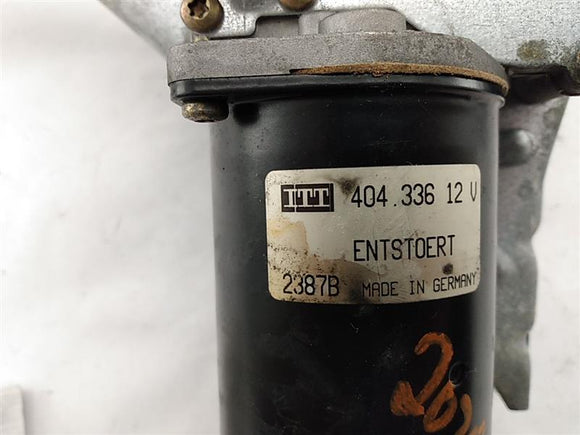 ITT 404.336 12 V
ENTSTOERT
2387B MADE IN GERMANY